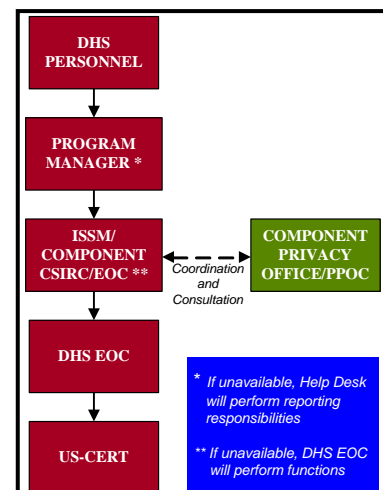 DHS
PERSONNEL
PROGRAM
MANAGER *
ISSM/
COMPONENT
CSIRC/EOC **
Coordination
and
Consultation
COMPONENT
PRIVACY
OFFICE/PPOC
DHS EOC
US-CERT
* If unavailable, Help Desk
will perform reporting
responsibilities
** If unavailable, DHS EOC
will perform functions